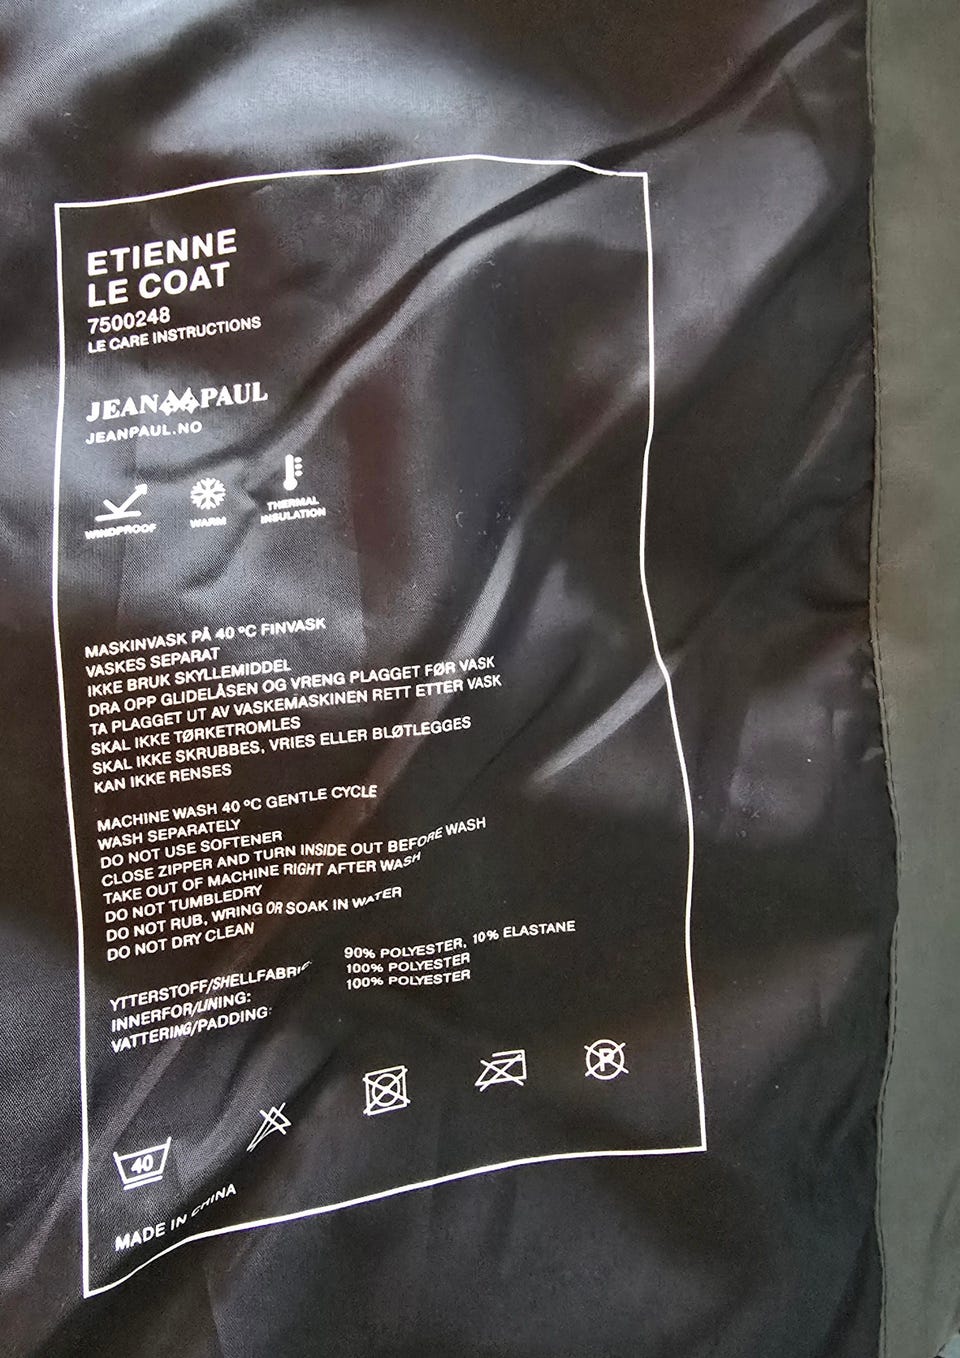 ETIENNE
LE COAT
7500248
LE CARE INSTRUCTIONS
JEAN PAUL
JEANPAUL.NO
WINDPROOF
WARM
THERMAL
INSULATION
MASKINVASK PÅ 40 ºC FINVASK
VASKES SEPARAT
IKKE BRUK SKYLLEMIDDEL
DRA OPP GLIDELÅSEN OG VRENG PLAGGET FØR VASK
TA PLAGGET UT AV VASKEMASKINEN RETT ETTER VASK
SKAL IKKE TØRKETROMLES
SKAL IKKE SKRUBBES, VRIES ELLER BLØTLEGGES
KAN IKKE RENSES
MACHINE WASH 40 ºC GENTLE CYCLE
WASH SEPARATELY
DO NOT USE SOFTENER
CLOSE ZIPPER AND TURN INSIDE OUT BEFORE WASH
TAKE OUT OF MACHINE RIGHT AFTER WASH
DO NOT TUMBLEDRY
DO NOT RUB, WRING OR SOAK IN WATER
DO NOT DRY CLEAN
YTTERSTOFF/SHELLFABRIC 90% POLYESTER, 10% ELASTANE
INNERFOR/LINING: 100% POLYESTER
VATTERING/PADDING: 100% POLYESTER
40
P
MADE IN CHINA